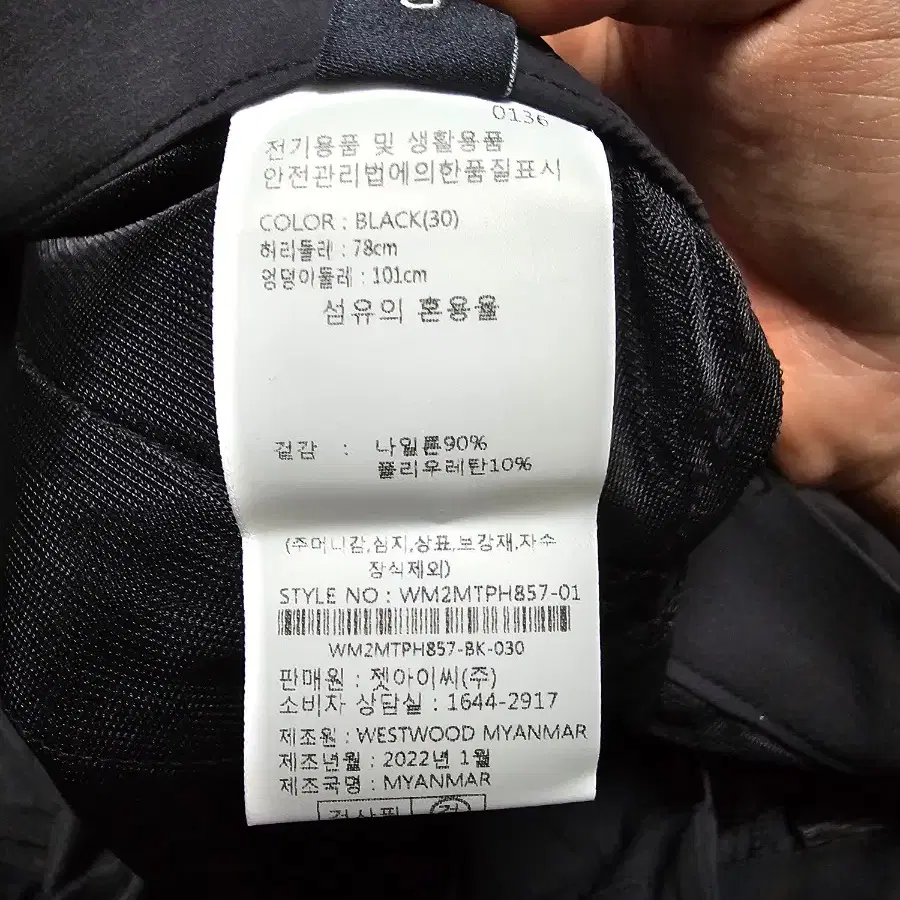 0136
전기용품 및 생활용품
안전관리법에의한품질표시
COLOR : BLACK(30)
허리둘레 : 78cm
엉덩이둘레 : 101cm
섬유의 혼용율
겉감 : 나일론90%
폴리우레탄10%
(주머니감,심지,상표,보강재,자수
장식제외)
STYLE NO : WM2MTPH857-01
WM2MTPH857-BK-030
판매원 : 젯아이씨(주)
소비자 상담실 : 1644-2917
제조원 : WESTWOOD MYANMAR
제조년월 : 2022년 1월
제조국명 : MYANMAR
검사필 검